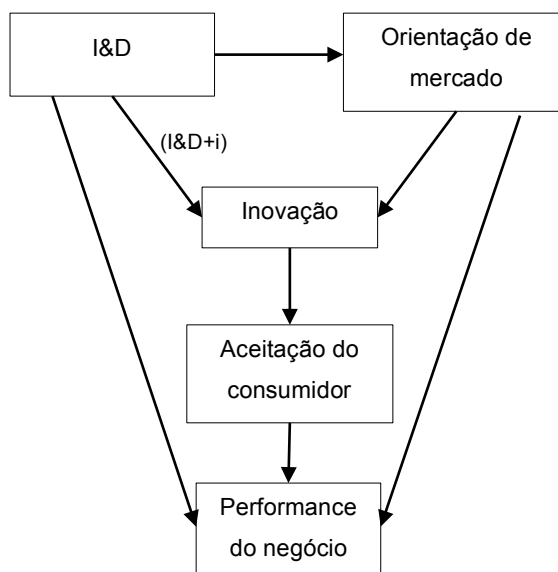 I&D
Orientação de
mercado
(I&D+i)
Inovação
Aceitação do
consumidor
Performance
do negócio